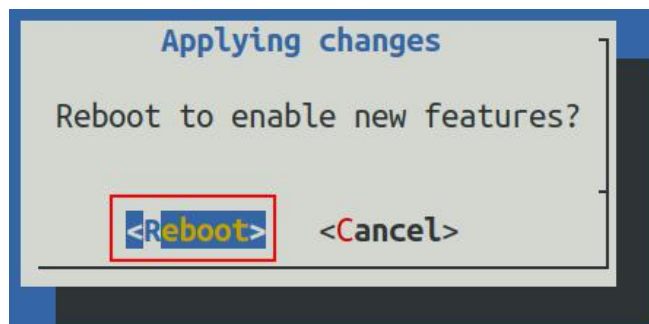 Applying changes
Reboot to enable new features?
<Reboot> <Cancel>